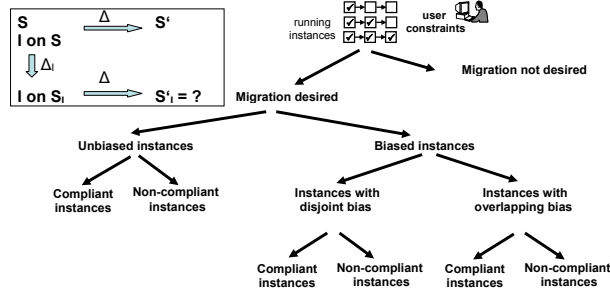 S
Δ
S'
I on S
Δ_I
I on S_I
Δ
S'_I = ?
running
instances
user
constraints
Migration desired
Migration not desired
Unbiased instances
Biased instances
Compliant
instances
Non-compliant
instances
Instances with
disjoint bias
Instances with
overlapping bias
Compliant
instances
Non-compliant
instances
Compliant
instances
Non-compliant
instances